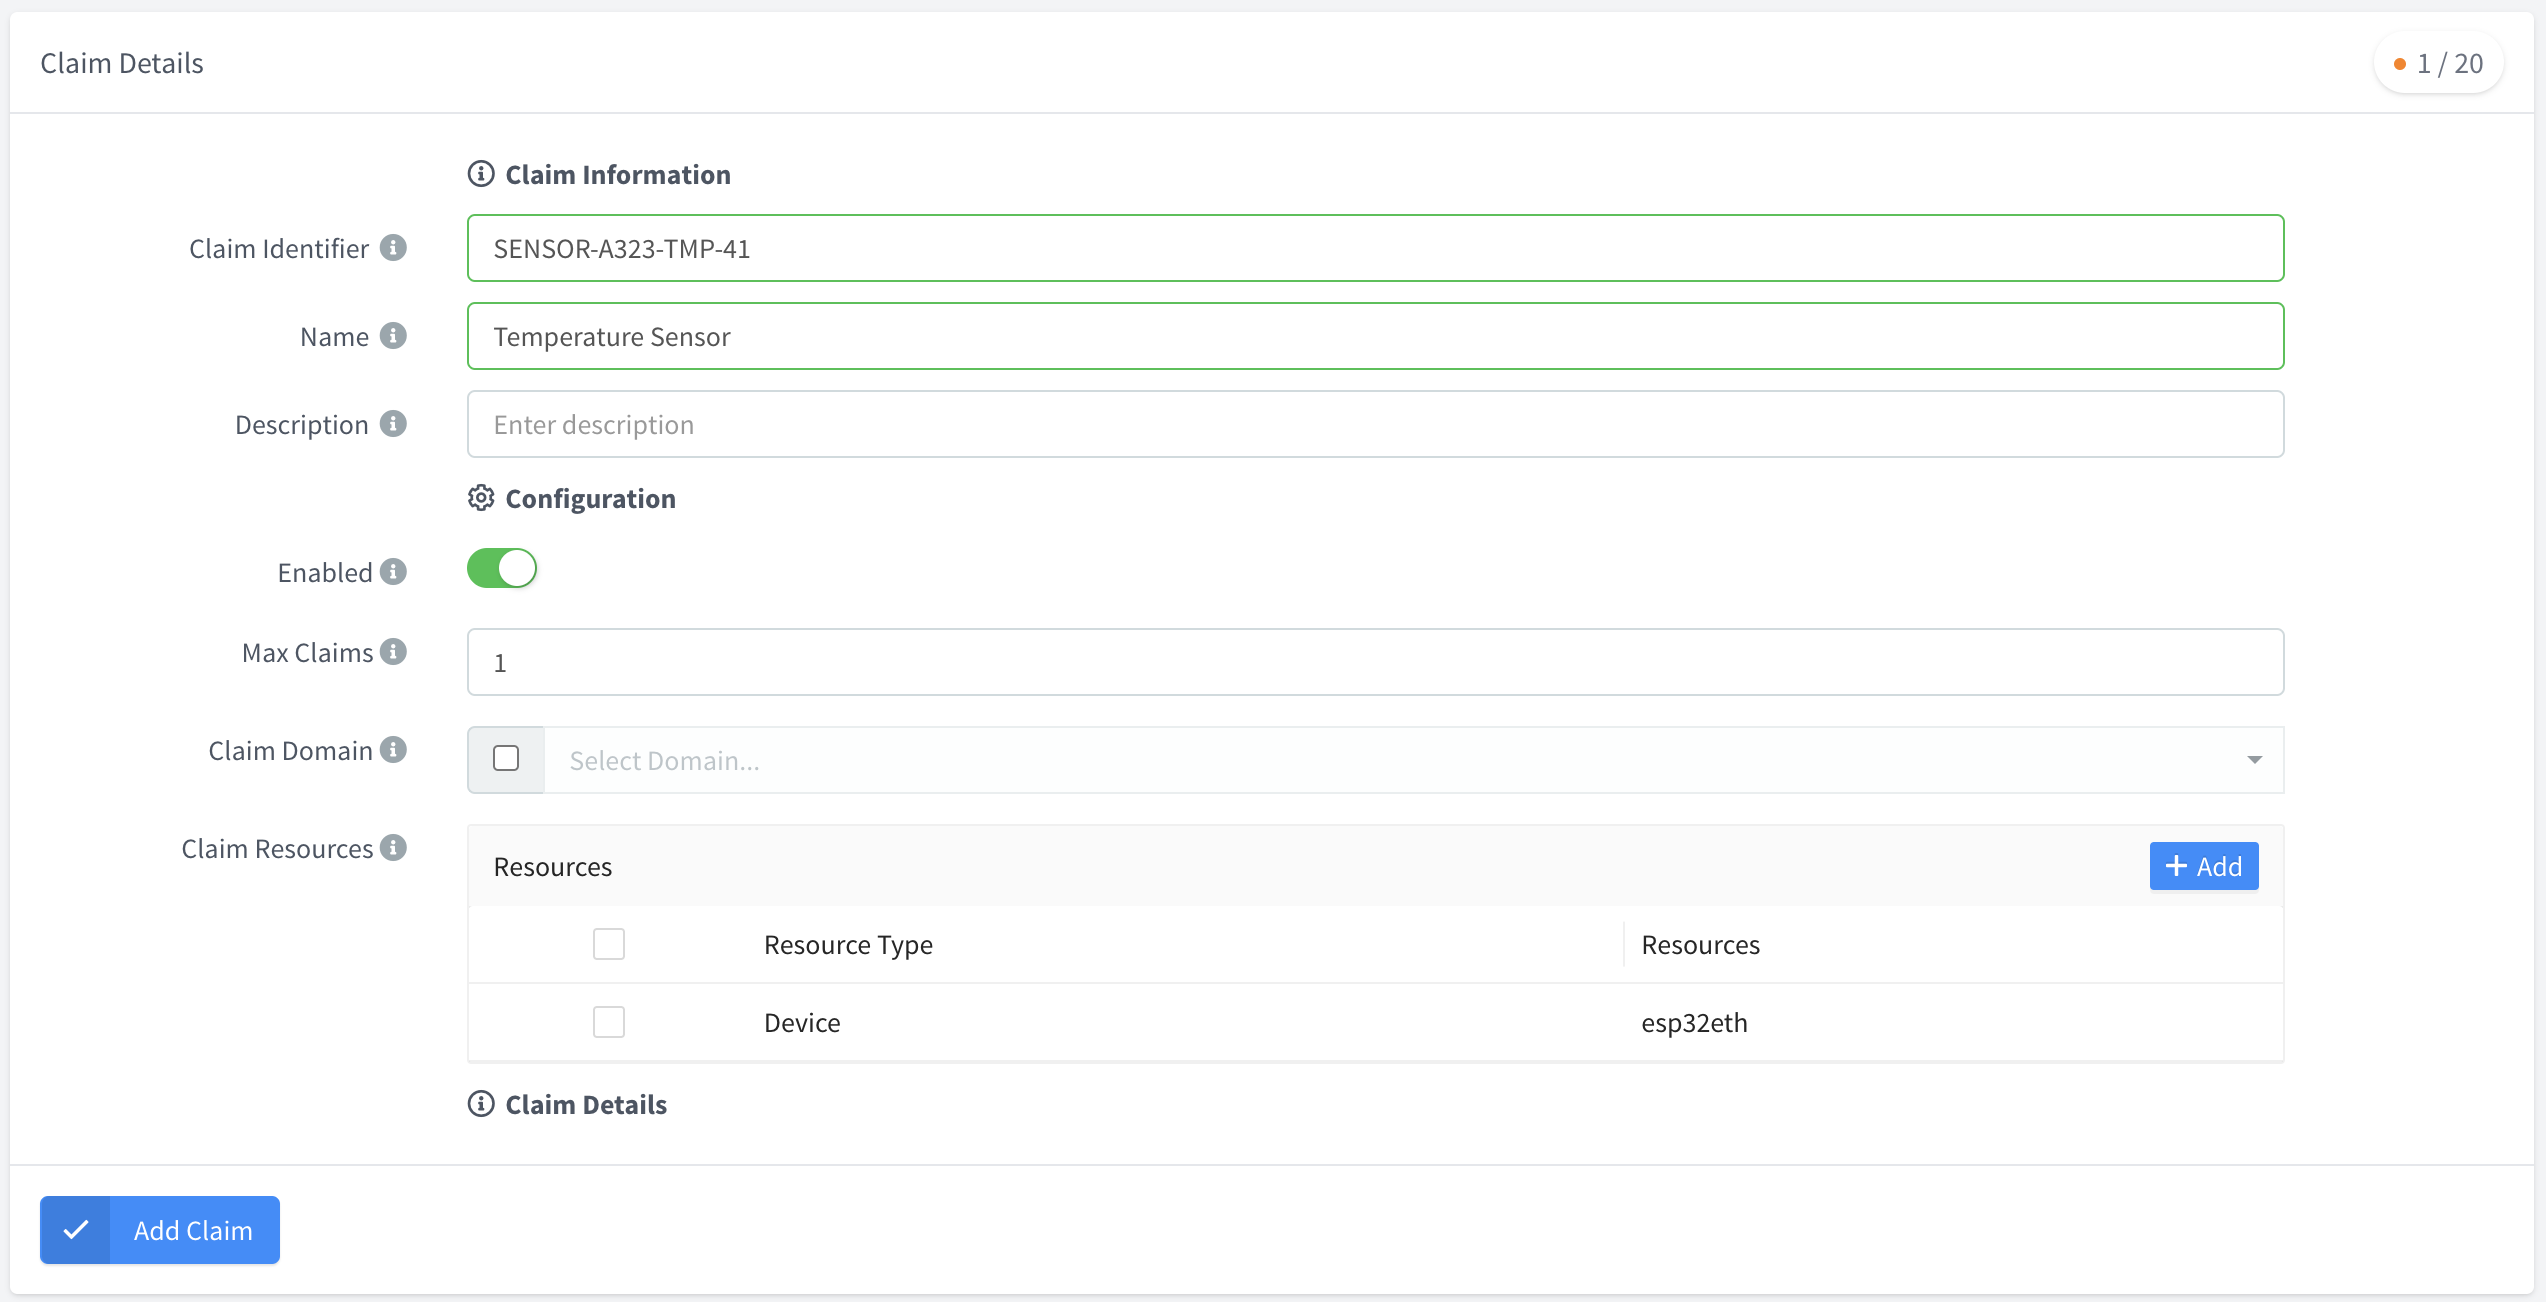 Claim Details
1 / 20
Claim Information
Claim Identifier
SENSOR-A323-TMP-41
Name
Temperature Sensor
Description
Enter description
Configuration
Enabled
Max Claims
1
Claim Domain
Select Domain...
Claim Resources
Resources
Add
Resource Type Resources
Device esp32eth
Claim Details
Add Claim